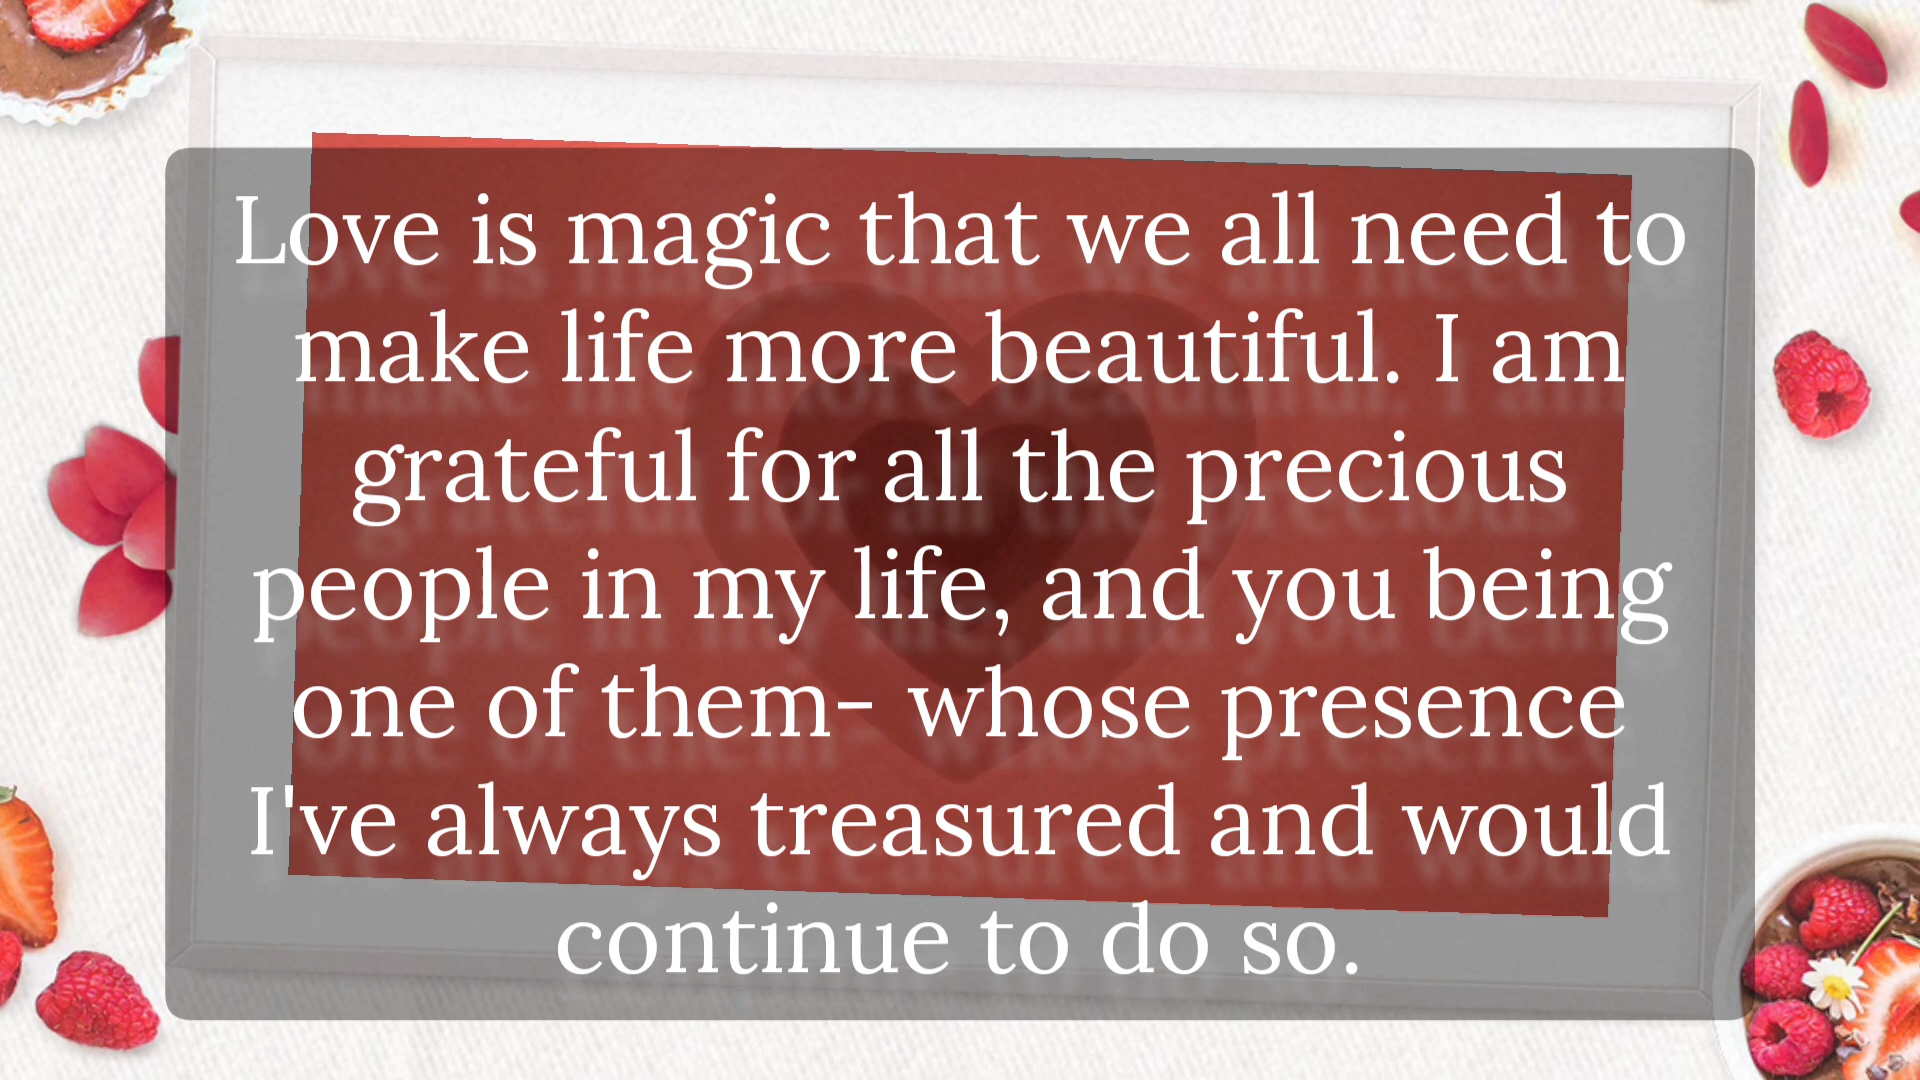 Love is magic that we all need to
make life more beautiful. I am
grateful for all the precious
people in my life, and you being
one of them- whose presence
I've always treasured and would
continue to do so.